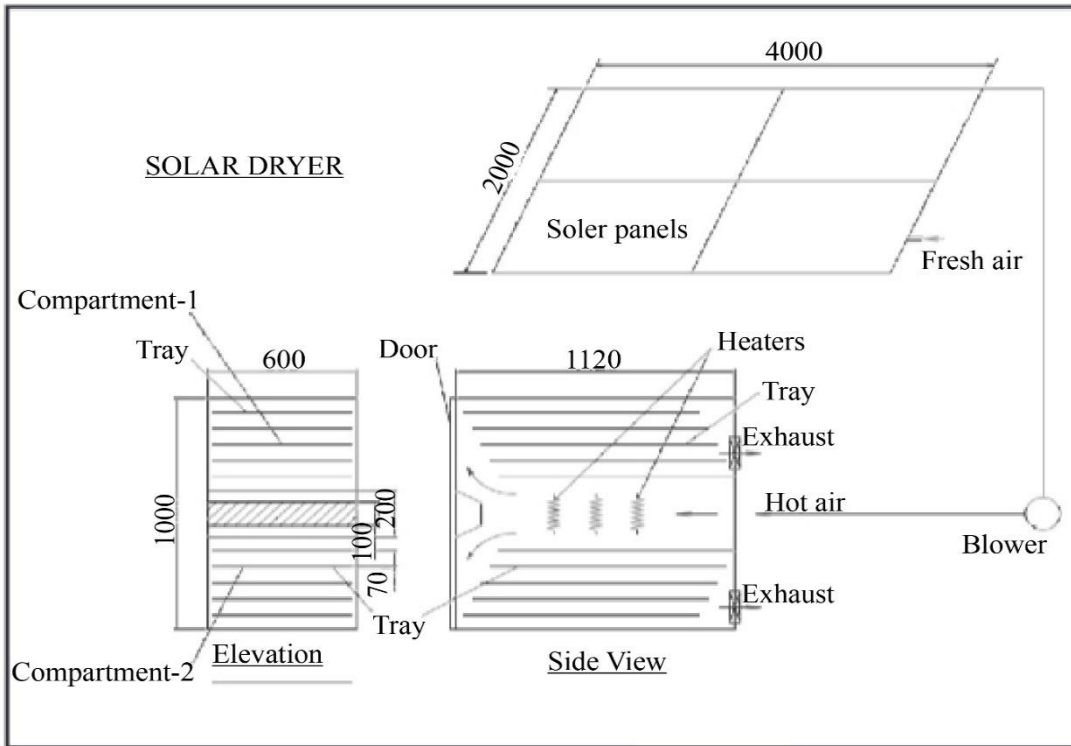 4000
SOLAR DRYER
2000
Soler panels
Fresh air
Compartment-1
Tray
600
Door
1120
Heaters
Tray
Exhaust
1000
200
100
70
Hot air
Blower
Exhaust
Tray
Compartment-2
Elevation
Side View